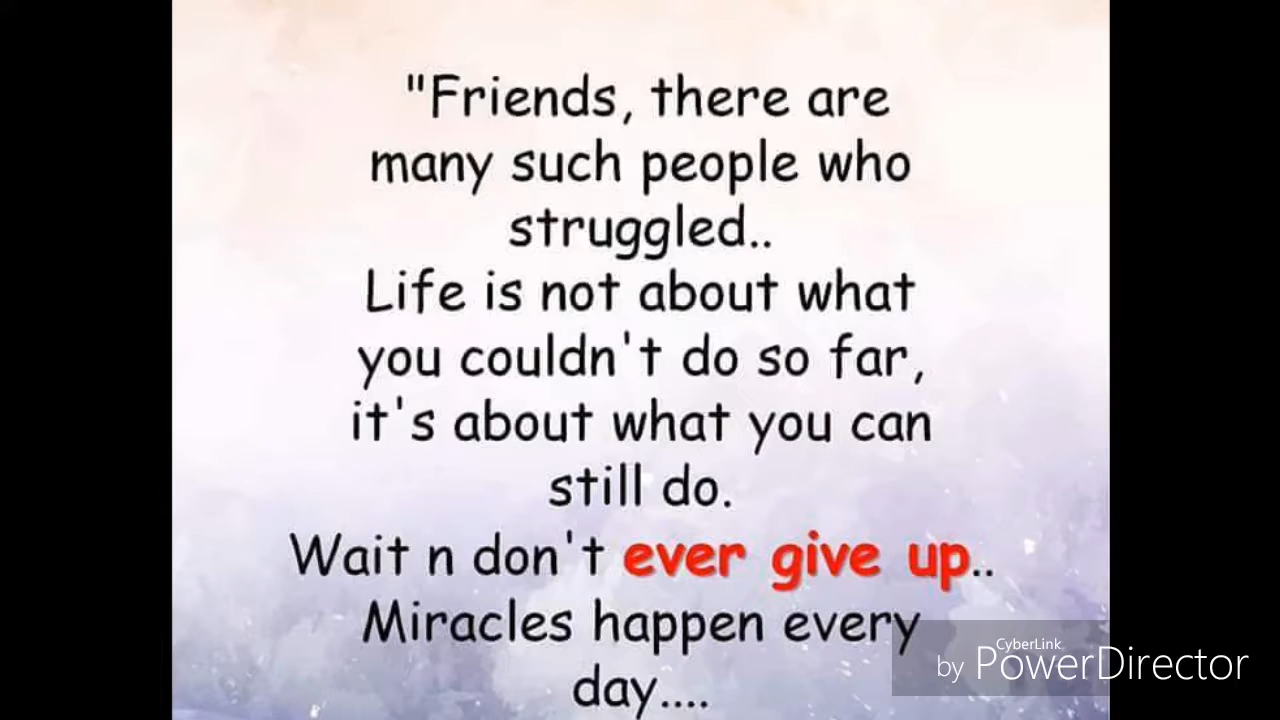 "Friends, there are
many such people who
struggled..
Life is not about what
you couldn't do so far,
it's about what you can
still do.
Wait n don't ever give up..
Miracles happen every
day....
CyberLink
by PowerDirector